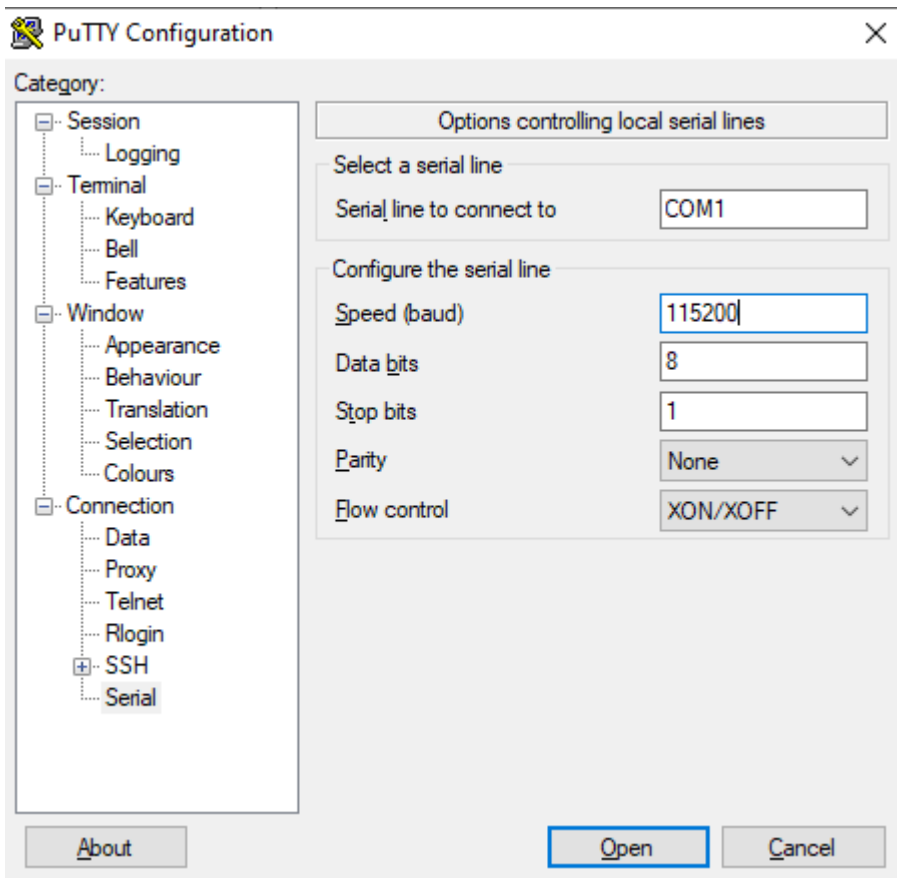 PuTTY Configuration
Category:
Session
Logging
Terminal
Keyboard
Bell
Features
Window
Appearance
Behaviour
Translation
Selection
Colours
Connection
Data
Proxy
Telnet
Rlogin
SSH
Serial
Options controlling local serial lines
Select a serial line
Serial line to connect to COM1
Configure the serial line
Speed (baud) 115200
Data bits 8
Stop bits 1
Parity None
Flow control XON/XOFF
About Open Cancel